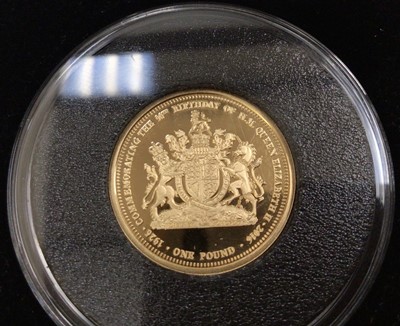 COMMEMORATING THE 90TH BIRTHDAY OF H.M. QUEEN ELIZABETH II
1926 · ONE POUND · 2016